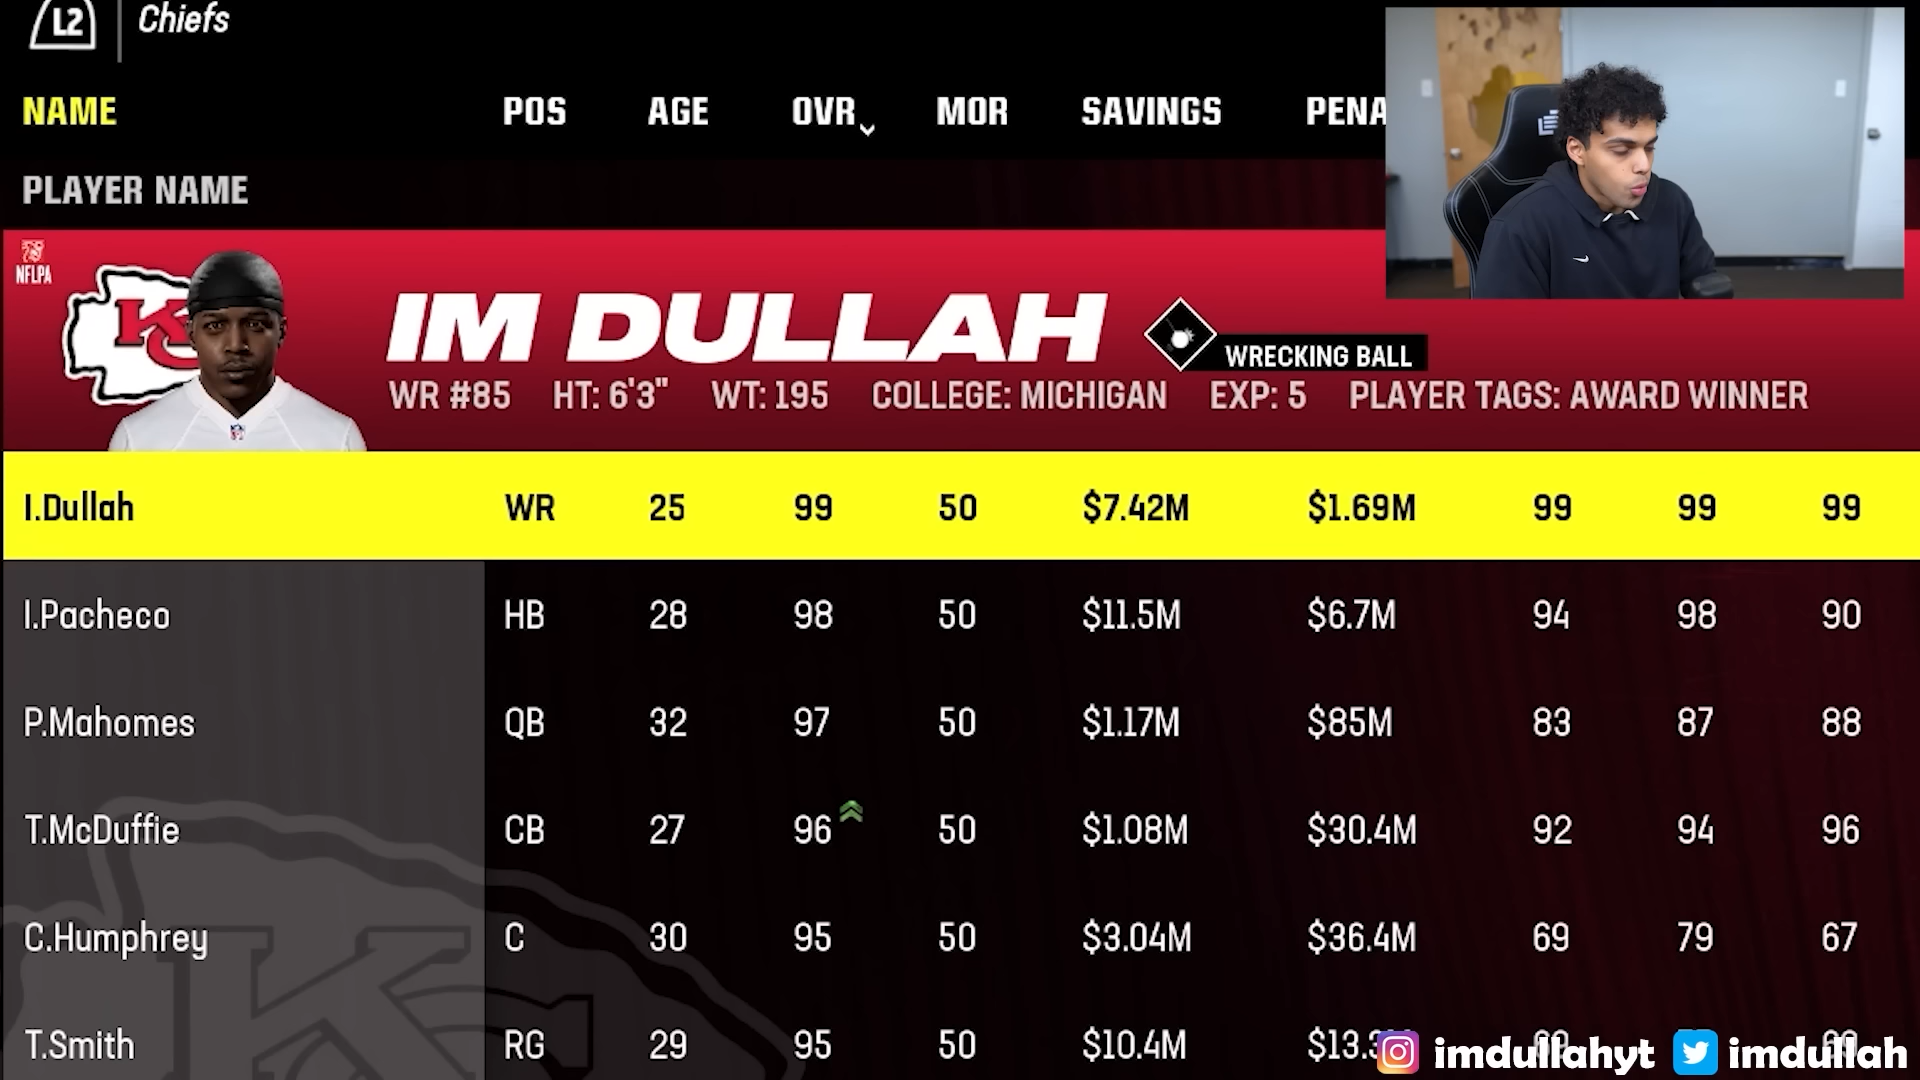 L2 Chiefs
NAME POS AGE OVR MOR SAVINGS PENA
PLAYER NAME
NFLPA
KC
IM DULLAH WRECKING BALL
WR #85 HT: 6'3" WT: 195 COLLEGE: MICHIGAN EXP: 5 PLAYER TAGS: AWARD WINNER
I.Dullah WR 25 99 50 $7.42M $1.69M 99 99 99
I.Pacheco HB 28 98 50 $11.5M $6.7M 94 98 90
P.Mahomes QB 32 97 50 $1.17M $85M 83 87 88
T.McDuffie CB 27 96 50 $1.08M $30.4M 92 94 96
C.Humphrey C 30 95 50 $3.04M $36.4M 69 79 67
T.Smith RG 29 95 50 $10.4M
imdullahyt imdullah